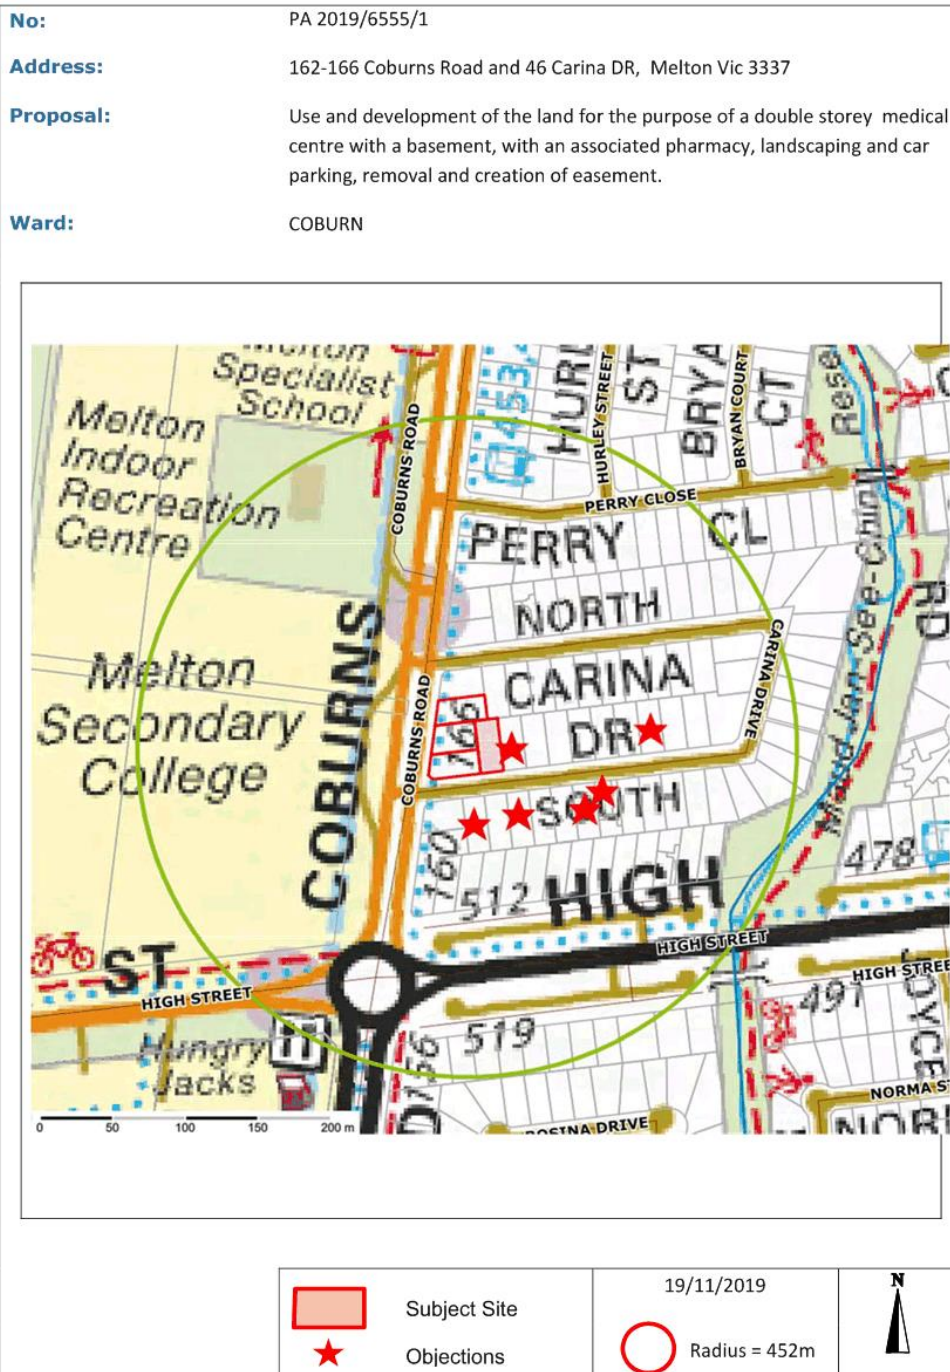 No: PA 2019/6555/1
Address: 162-166 Coburns Road and 46 Carina DR, Melton Vic 3337
Proposal: Use and development of the land for the purpose of a double storey medical
centre with a basement, with an associated pharmacy, landscaping and car
parking, removal and creation of easement.
Ward: COBURN
Melton
Specialist
School
Melton
Indoor
Recreation
Centre
COBURNS ROAD
HURLEY STREET
ST
BRYAN COURT
CT
PERRY CLOSE
PERRY CL
NORTH
CARINA
DR
CARINA DRIVE
COBURNS
Melton
Secondary
College
COBURNS ROAD
166
SOUTH
160
512
HIGH
478
RD
HIGH STREET
ST
HIGH STREET
491
519
Hungry
Jacks
156
NORMA S
0 50 100 150 200 m
Subject Site
Objections
19/11/2019
Radius = 452m
N